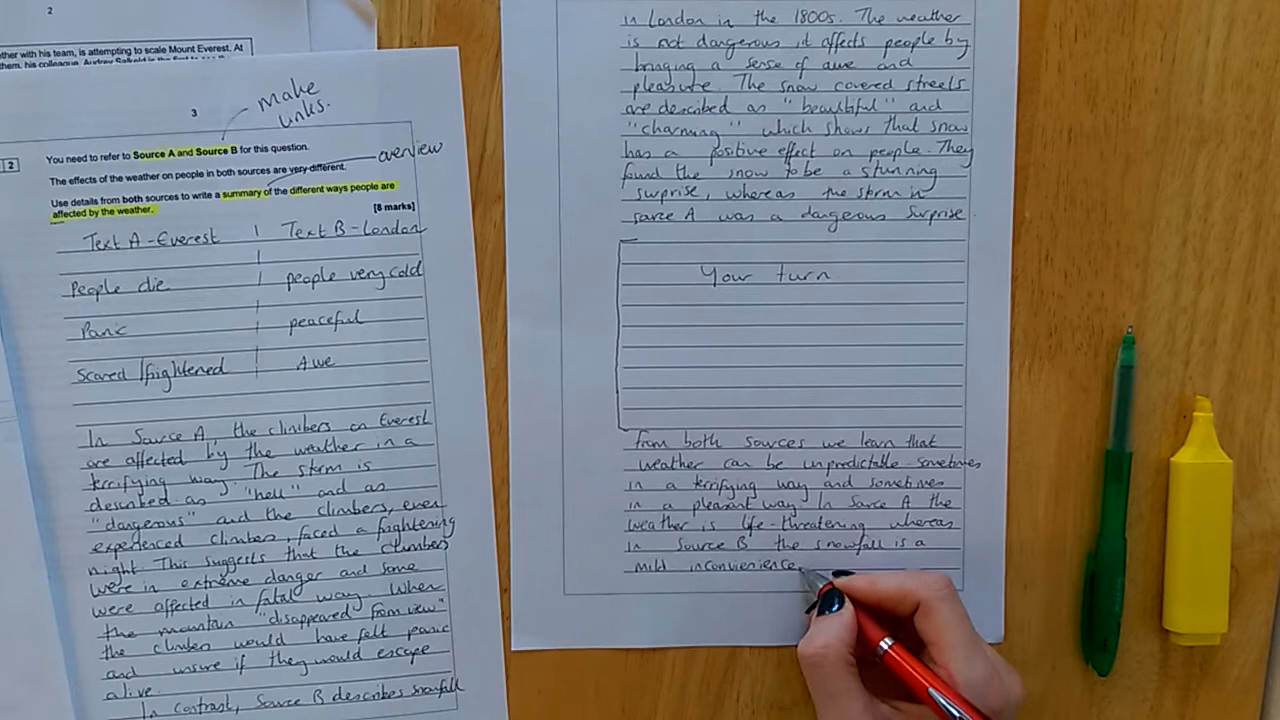 2
ther with his team, is attempting to scale Mount Everest. At
them, his colleague, Audrey Salkeld is the first to see the
3
make
links.
2
You need to refer to Source A and Source B for this question.
The effects of the weather on people in both sources are very different.
overview
Use details from both sources to write a summary of the different ways people are
affected by the weather.
[8 marks]
Text A - Everest | Text B - London
People die | people very cold
Panic | peaceful
Scared / frightened | Awe
In Source A, the climbers on Everest
are affected by the weather in a
terrifying way. The storm is
described as "hell" and as
"dangerous" and the climbers, even
experienced climbers, faced a frightening
night. This suggests that the climbers
were in extreme danger and some
were affected in fatal way. When
the mountain "disappeared from view"
the climbers would have felt panic
and unsure if they would escape
alive.
In contrast, Source B describes snowfall
in London in the 1800s. The weather
is not dangerous it affects people by
bringing a sense of awe and
pleasure. The snow covered streets
are described as "beautiful" and
"charming" which shows that snow
has a positive effect on people. They
found the snow to be a stunning
surprise, whereas the storm in
source A was a dangerous surprise
Your turn
from both sources we learn that
weather can be unpredictable - sometimes
in a terrifying way and sometimes
in a pleasant way. In Source A the
weather is life-threatening whereas
in Source B the snowfall is a
mild inconvienience.